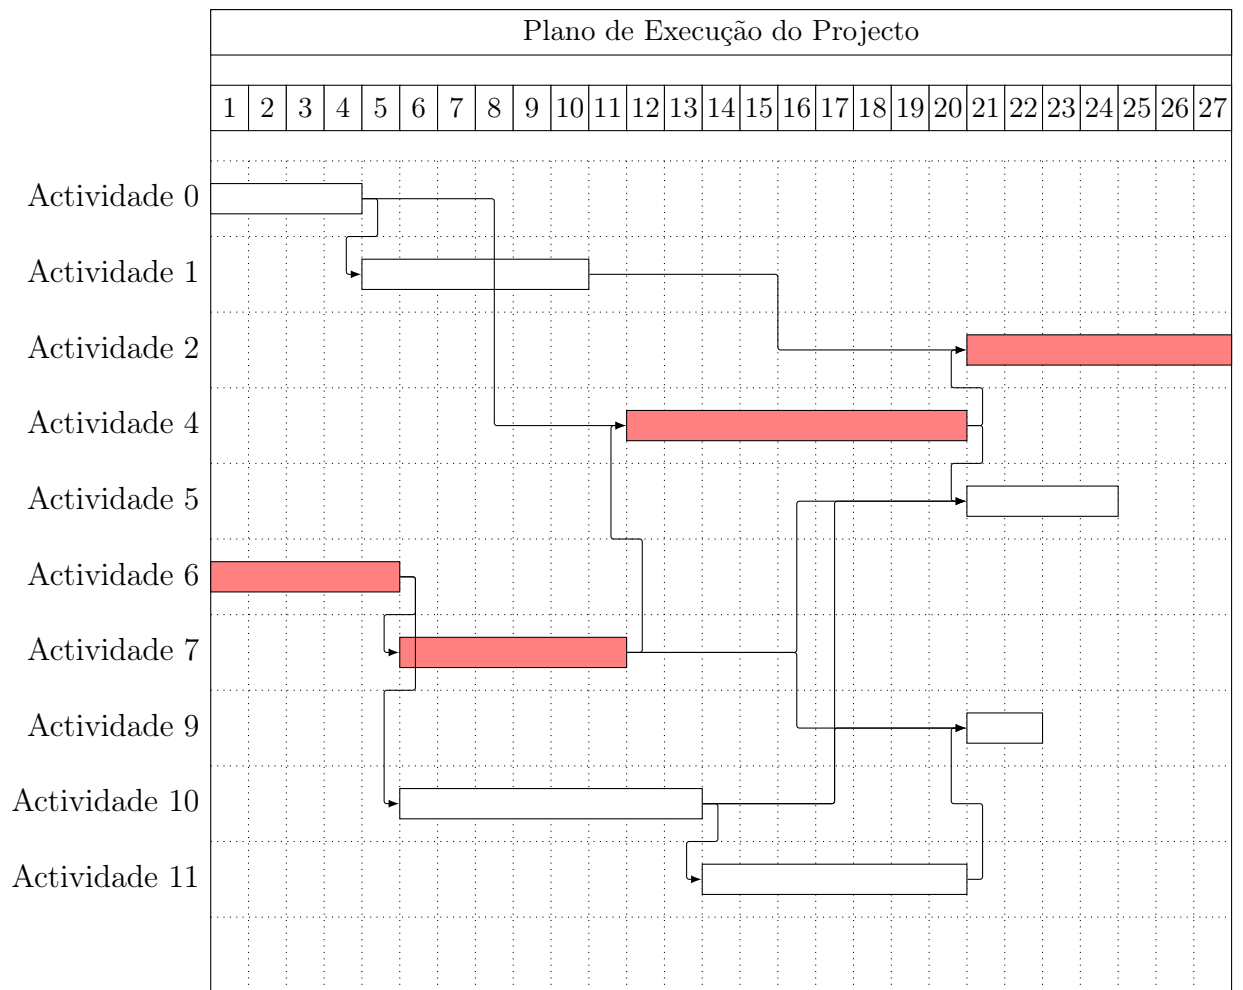 Plano de Execução do Projecto
1 2 3 4 5 6 7 8 9 10 11 12 13 14 15 16 17 18 19 20 21 22 23 24 25 26 27
Actividade 0
Actividade 1
Actividade 2
Actividade 4
Actividade 5
Actividade 6
Actividade 7
Actividade 9
Actividade 10
Actividade 11